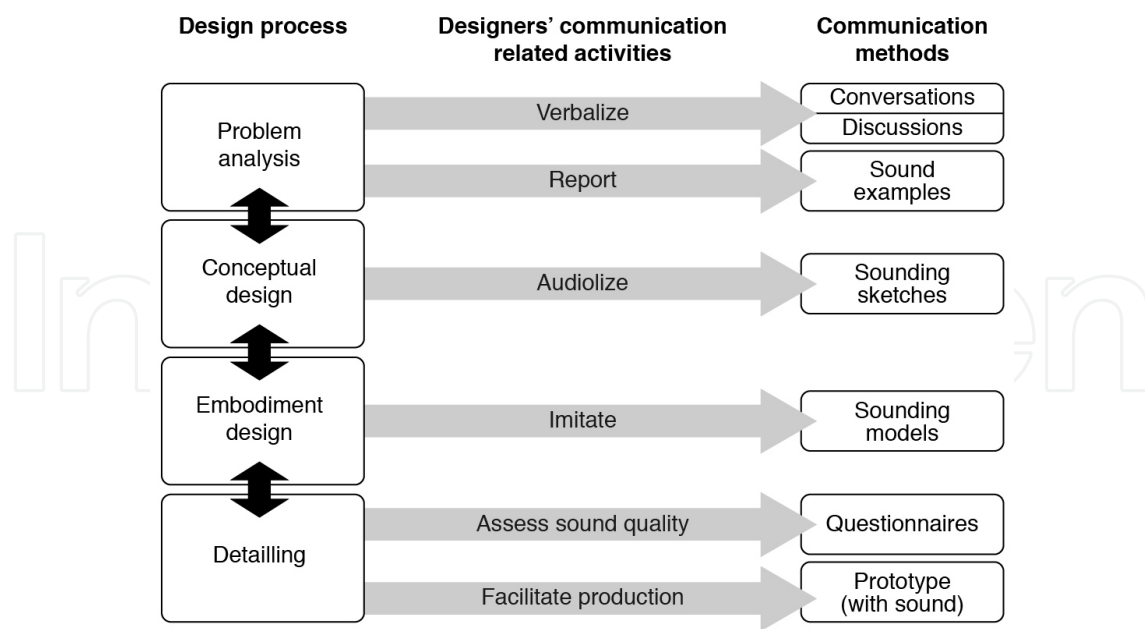 Design process
Designers’ communication
related activities
Communication
methods
Problem
analysis
Verbalize
Conversations
Discussions
Report
Sound
examples
Conceptual
design
Audiolize
Sounding
sketches
Embodiment
design
Imitate
Sounding
models
Detailling
Assess sound quality
Questionnaires
Facilitate production
Prototype
(with sound)